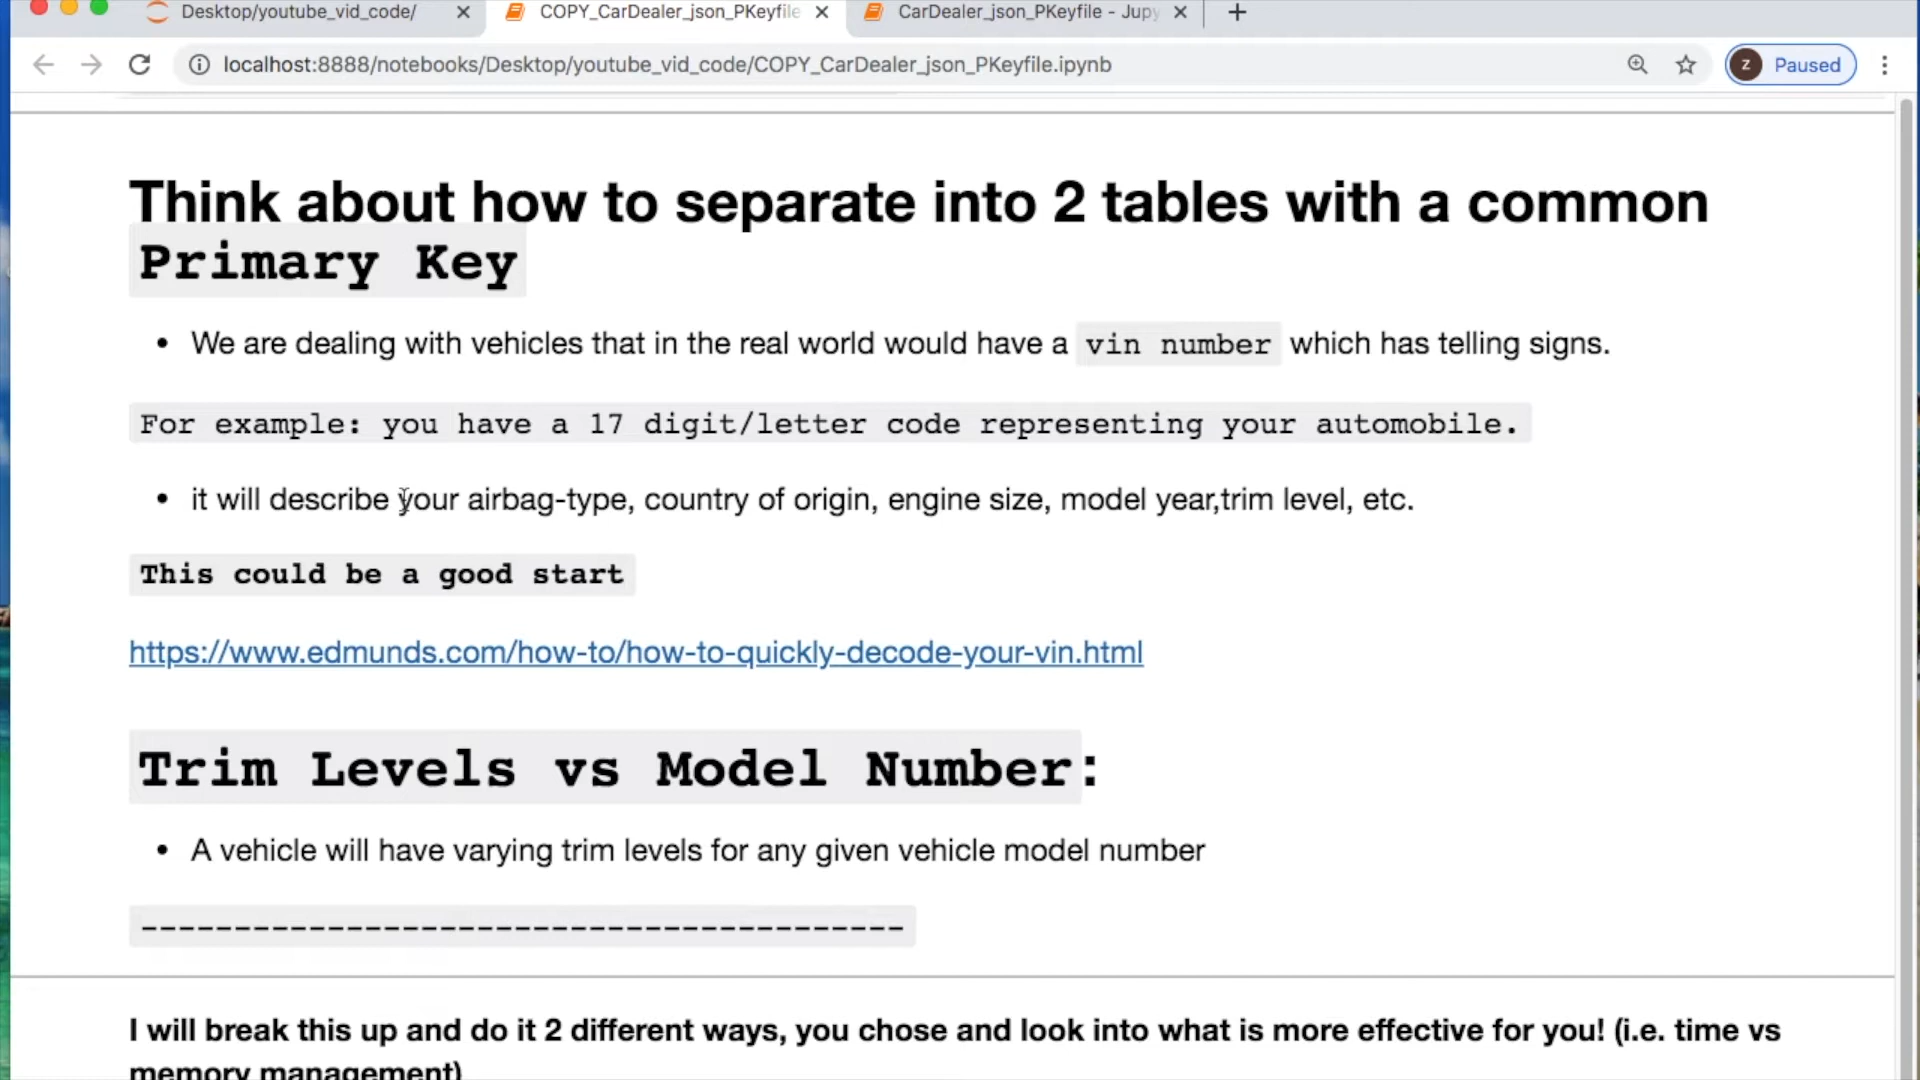 Desktop/youtube_vid_code/
COPY_CarDealer_json_PKeyfile
CarDealer_json_PKeyfile - Jupy
localhost:8888/notebooks/Desktop/youtube_vid_code/COPY_CarDealer_json_PKeyfile.ipynb
z Paused
Think about how to separate into 2 tables with a common
Primary Key
• We are dealing with vehicles that in the real world would have a vin number which has telling signs.
For example: you have a 17 digit/letter code representing your automobile.
• it will describe your airbag-type, country of origin, engine size, model year,trim level, etc.
This could be a good start
https://www.edmunds.com/how-to/how-to-quickly-decode-your-vin.html
Trim Levels vs Model Number:
• A vehicle will have varying trim levels for any given vehicle model number
-----------------------------------------
I will break this up and do it 2 different ways, you chose and look into what is more effective for you! (i.e. time vs
memory management)